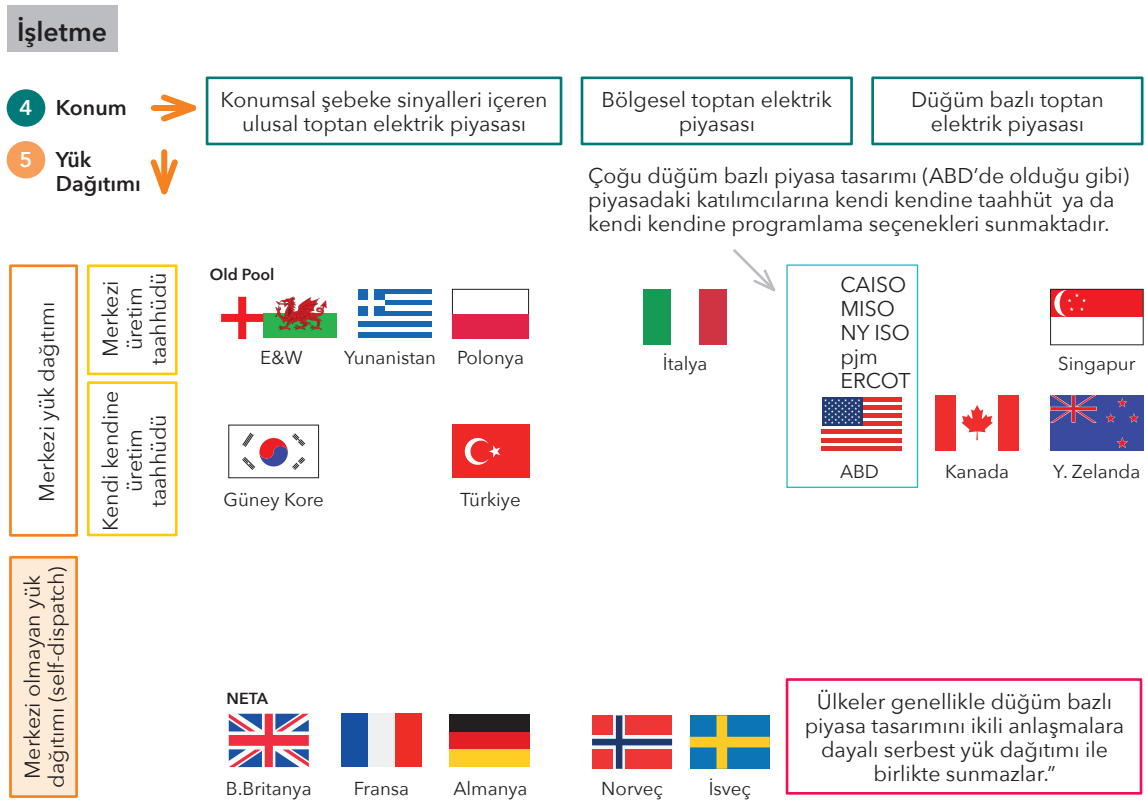 İşletme
4 Konum
Konumsal şebeke sinyalleri içeren
ulusal toptan elektrik piyasası
Bölgesel toptan elektrik
piyasası
Düğüm bazlı toptan
elektrik piyasası
5 Yük
Dağıtımı
Çoğu düğüm bazlı piyasa tasarımı (ABD’de olduğu gibi)
piyasadaki katılımcılarına kendi kendine taahhüt ya da
kendi kendine programlama seçenekleri sunmaktadır.
Merkezi yük dağıtımı
Merkezi
üretim
taahhüdü
Old Pool
E&W
Yunanistan
Polonya
İtalya
CAISO
MISO
NY ISO
pjm
ERCOT
ABD
Singapur
Kendi kendine
üretim
taahhüdü
Güney Kore
Türkiye
Kanada
Y. Zelanda
Merkezi olmayan yük
dağıtımı (self-dispatch)
NETA
B.Britanya
Fransa
Almanya
Norveç
İsveç
Ülkeler genellikle düğüm bazlı
piyasa tasarımını ikili anlaşmalara
dayalı serbest yük dağıtımı ile
birlikte sunmazlar.”